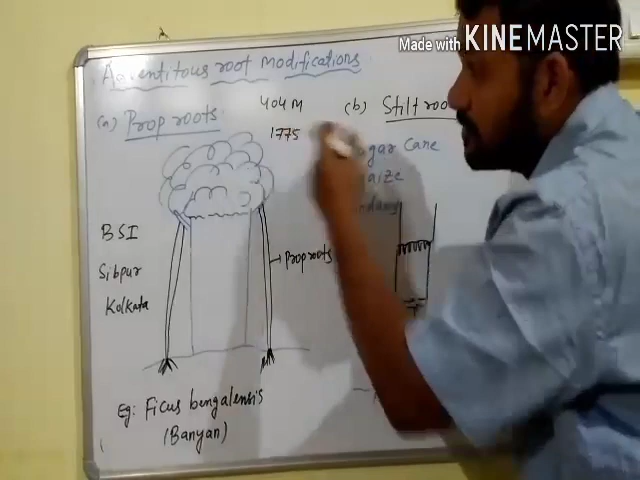 Made with KINEMASTER
Adventitous root modifications
(a) Prop roots
404 M
1775
(b) Stilt roo
gar Cane
aize
ndanus
BSI
Sibpur
Kolkata
Prop roots
Eg: Ficus bengalensis
(Banyan)